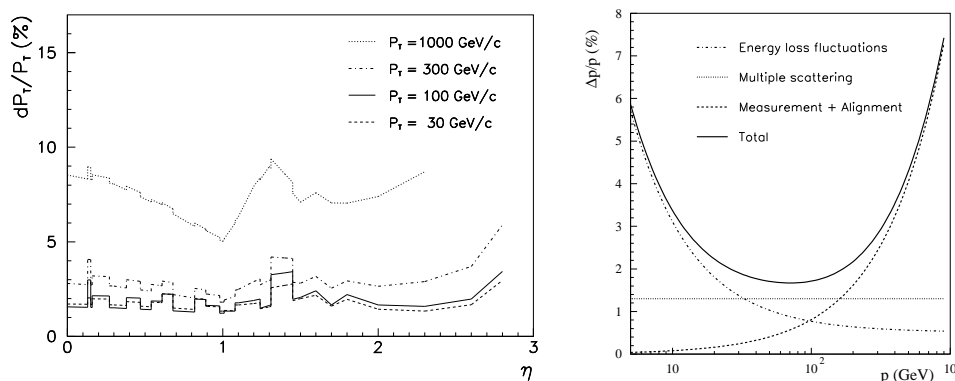 dP_T/P_T (%)
15
10
5
0
P_T = 1000 GeV/c
P_T = 300 GeV/c
P_T = 100 GeV/c
P_T = 30 GeV/c
0
1
2
3
η
Δp/p (%)
8
7
6
5
4
3
2
1
0
Energy loss fluctuations
Multiple scattering
Measurement + Alignment
Total
10
10²
10
p (GeV)